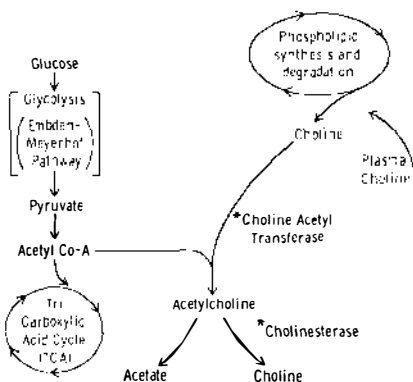 Glucose
Glycolysis
(Embden-
Meyerhof
Pathway)
Pyruvate
Acetyl Co-A
Tri
Carboxylic
Acid Cycle
(TCA)
Phospholipid
synthesis and
degradation
Choline
Plasma
Choline
*Choline Acetyl
Transferase
Acetylcholine
*Cholinesterase
Acetate
Choline